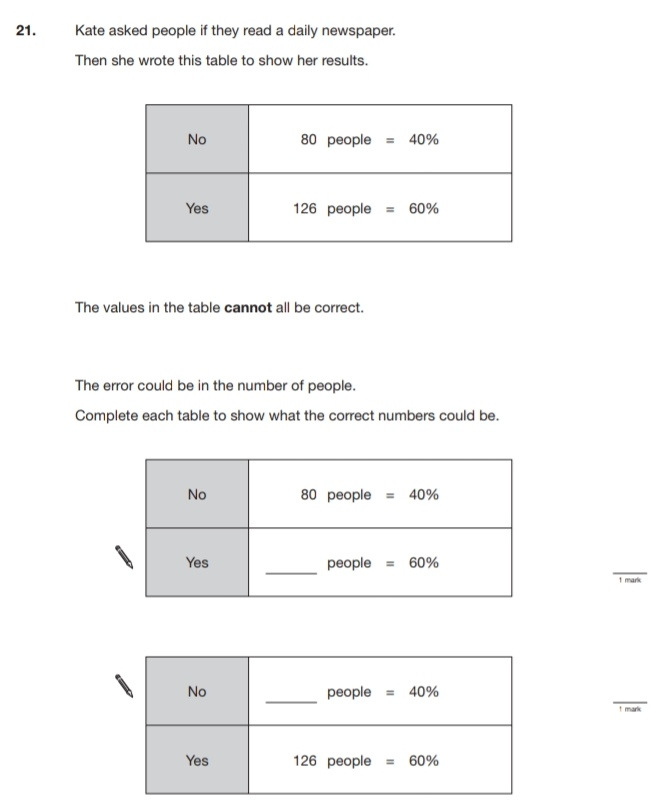 21. Kate asked people if they read a daily newspaper.
Then she wrote this table to show her results.
No 80 people = 40%
Yes 126 people = 60%
The values in the table cannot all be correct.
The error could be in the number of people.
Complete each table to show what the correct numbers could be.
No 80 people = 40%
Yes ______ people = 60%
1 mark
No ______ people = 40%
1 mark
Yes 126 people = 60%